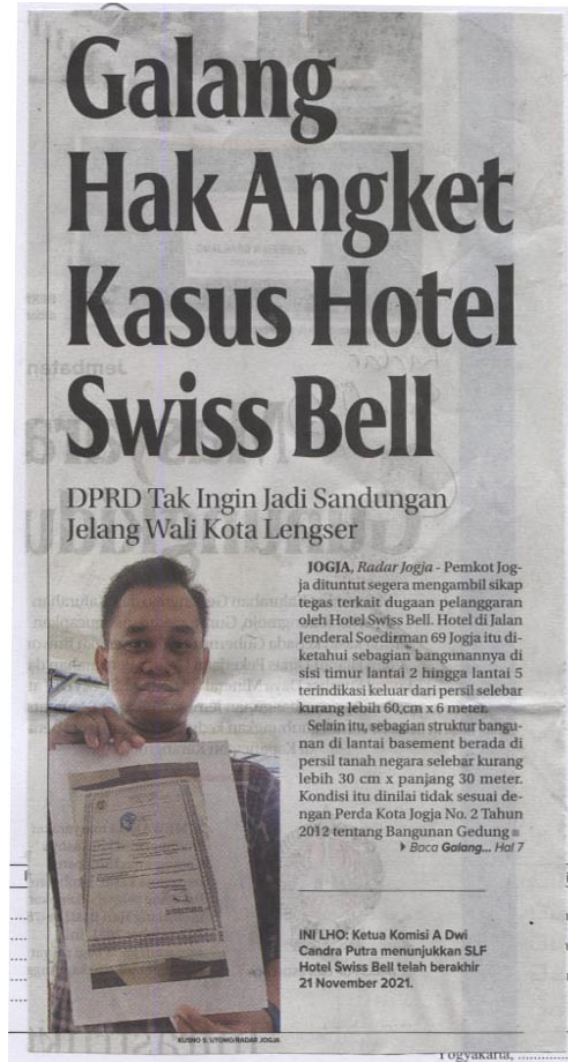 Galang
Hak Angket
Kasus Hotel
Swiss Bell
DPRD Tak Ingin Jadi Sandungan
Jelang Wali Kota Lengser
JOGJA, Radar Jogja - Pemkot Jog-
ja dituntut segera mengambil sikap
tegas terkait dugaan pelanggaran
oleh Hotel Swiss Bell. Hotel di Jalan
Jenderal Soedirman 69 Jogja itu di-
ketahui sebagian bangunannya di
sisi timur lantai 2 hingga lantai 5
terindikasi keluar dari persil selebar
kurang lebih 60 cm x 6 meter.
Selain itu, sebagian struktur bangu-
nan di lantai basement berada di
persil tanah negara selebar kurang
lebih 30 cm x panjang 30 meter.
Kondisi itu dinilai tidak sesuai de-
ngan Perda Kota Jogja No. 2 Tahun
2012 tentang Bangunan Gedung
Baca Galang... Hal 7
INI LHO: Ketua Komisi A Dwi
Candra Putra menunjukkan SLF
Hotel Swiss Bell telah berakhir
21 November 2021.
KUSNO S. UTOMO/RADAR JOGJA
Yogyakarta,